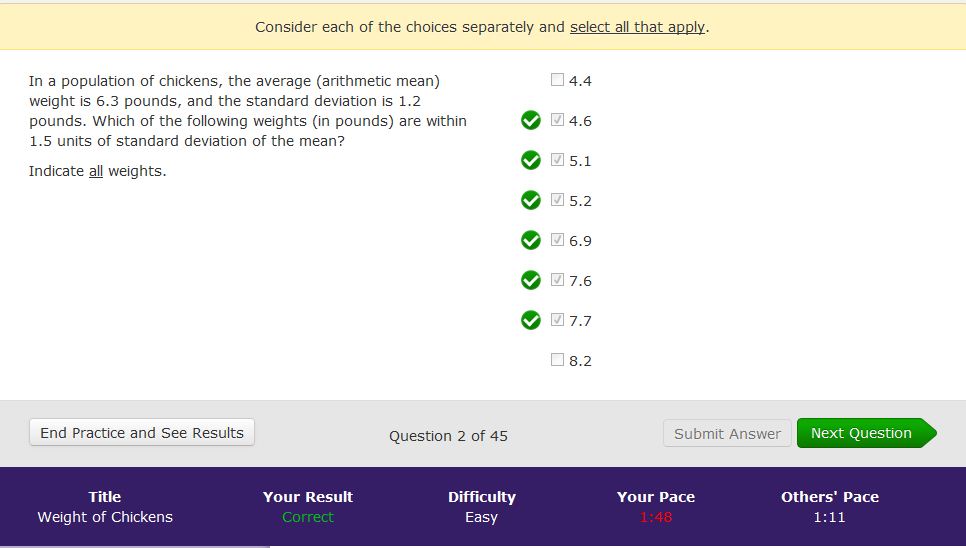 Consider each of the choices separately and select all that apply.
In a population of chickens, the average (arithmetic mean)
weight is 6.3 pounds, and the standard deviation is 1.2
pounds. Which of the following weights (in pounds) are within
1.5 units of standard deviation of the mean?
Indicate all weights.
4.4
4.6
5.1
5.2
6.9
7.6
7.7
8.2
End Practice and See Results
Question 2 of 45
Submit Answer
Next Question
Title
Weight of Chickens
Your Result
Correct
Difficulty
Easy
Your Pace
1:48
Others' Pace
1:11